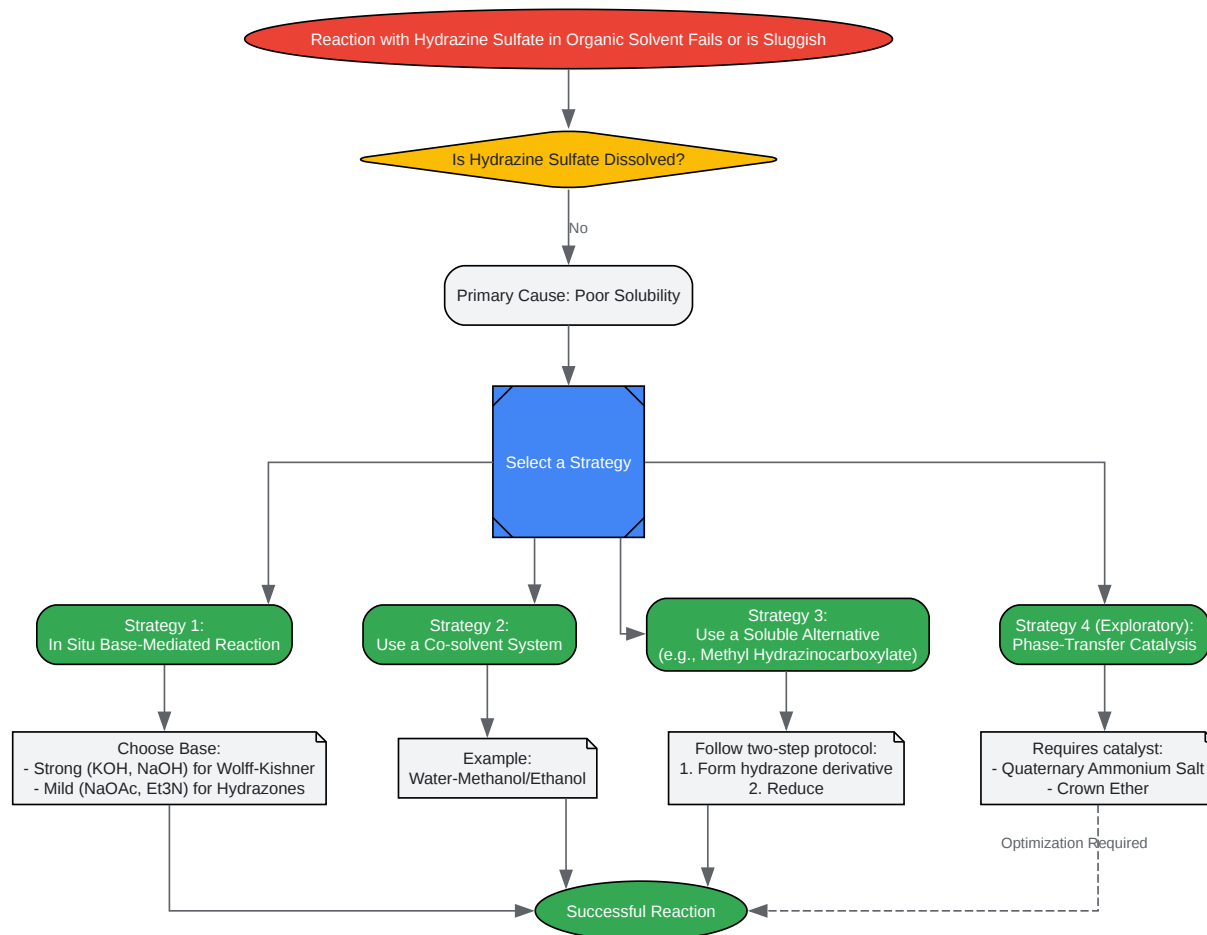 Reaction with Hydrazine Sulfate in Organic Solvent Fails or is Sluggish
Is Hydrazine Sulfate Dissolved?
No
Primary Cause: Poor Solubility
Select a Strategy
Strategy 1:
In Situ Base-Mediated Reaction
Strategy 2:
Use a Co-solvent System
Strategy 3:
Use a Soluble Alternative
(e.g., Methyl Hydrazinocarboxylate)
Strategy 4 (Exploratory):
Phase-Transfer Catalysis
Choose Base:
- Strong (KOH, NaOH) for Wolff-Kishner
- Mild (NaOAc, Et3N) for Hydrazones
Example:
Water-Methanol/Ethanol
Follow two-step protocol:
1. Form hydrazone derivative
2. Reduce
Requires catalyst:
- Quaternary Ammonium Salt
- Crown Ether
Optimization Required
Successful Reaction